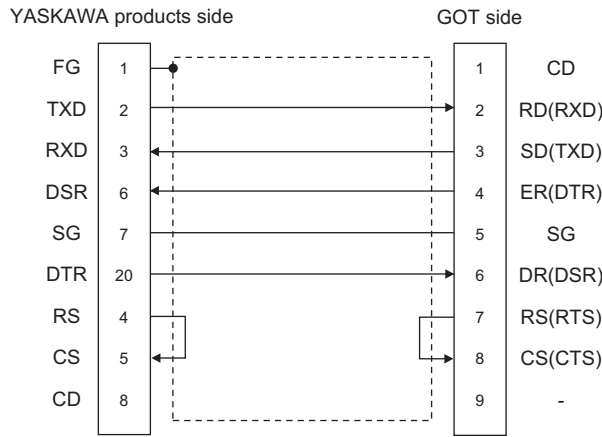 YASKAWA products side GOT side
FG 1 1 CD
TXD 2 2 RD(RXD)
RXD 3 3 SD(TXD)
DSR 6 4 ER(DTR)
SG 7 5 SG
DTR 20 6 DR(DSR)
RS 4 7 RS(RTS)
CS 5 8 CS(CTS)
CD 8 9 -